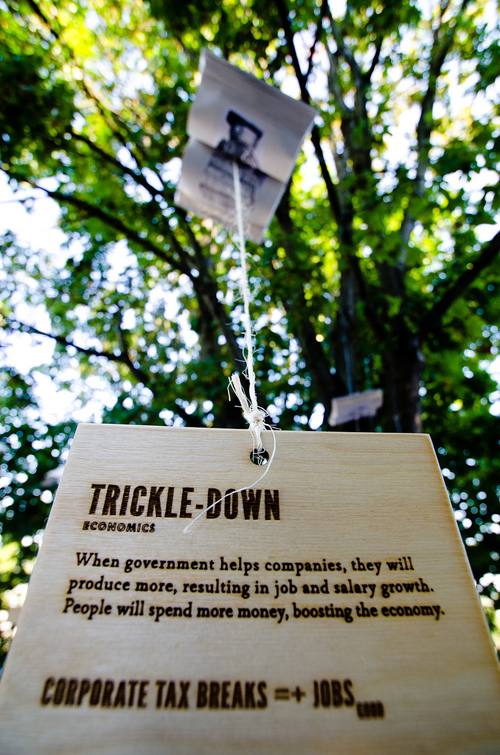 TRICKLE-DOWN
ECONOMICS
When government helps companies, they will
produce more, resulting in job and salary growth.
People will spend more money, boosting the economy.
CORPORATE TAX BREAKS =+ JOBS GOOD